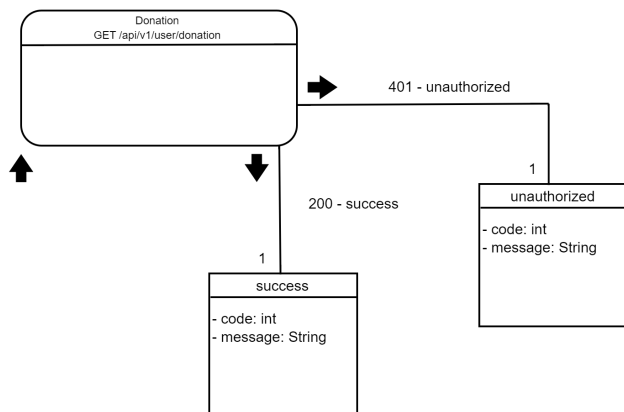 Donation
GET /api/v1/user/donation
401 - unauthorized
1
unauthorized
- code: int
- message: String
200 - success
1
success
- code: int
- message: String